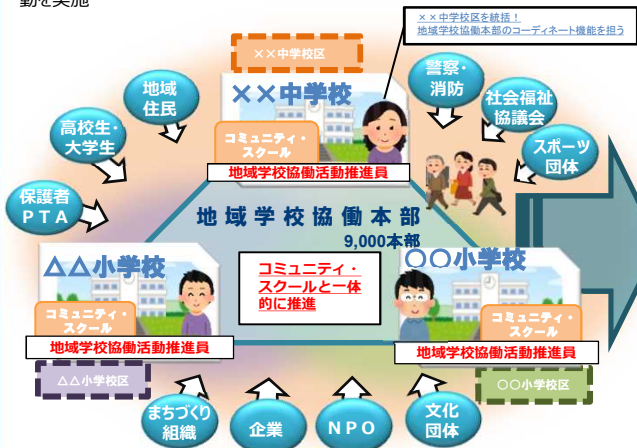 動を実施
××中学校区を統括！
地域学校協働本部のコーディネート機能を担う
××中学校区
××中学校
コミュニティ・
スクール
地域学校協働活動推進員
地域
住民
高校生・
大学生
保護者
PTA
警察・
消防
社会福祉
協議会
スポーツ
団体
地域学校協働本部
9,000本部
コミュニティ・
スクールと一体
的に推進
△△小学校
コミュニティ・
スクール
地域学校協働活動推進員
△△小学校区
〇〇小学校
コミュニティ・
スクール
地域学校協働活動推進員
〇〇小学校区
まちづくり
組織
企業
NPO
文化
団体